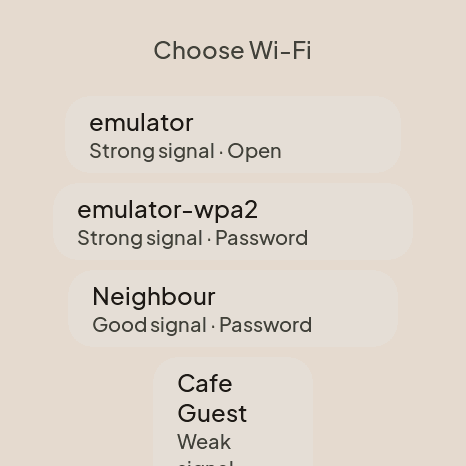 Choose Wi-Fi
emulator
Strong signal · Open
emulator-wpa2
Strong signal · Password
Neighbour
Good signal · Password
Cafe
Guest
Weak
signal